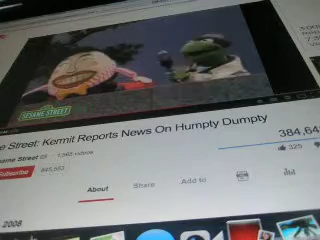 SESAME STREET
e Street: Kermit Reports News On Humpty Dumpty
same Street
Subscribe
384,64
325
About
Share
Add to
2008